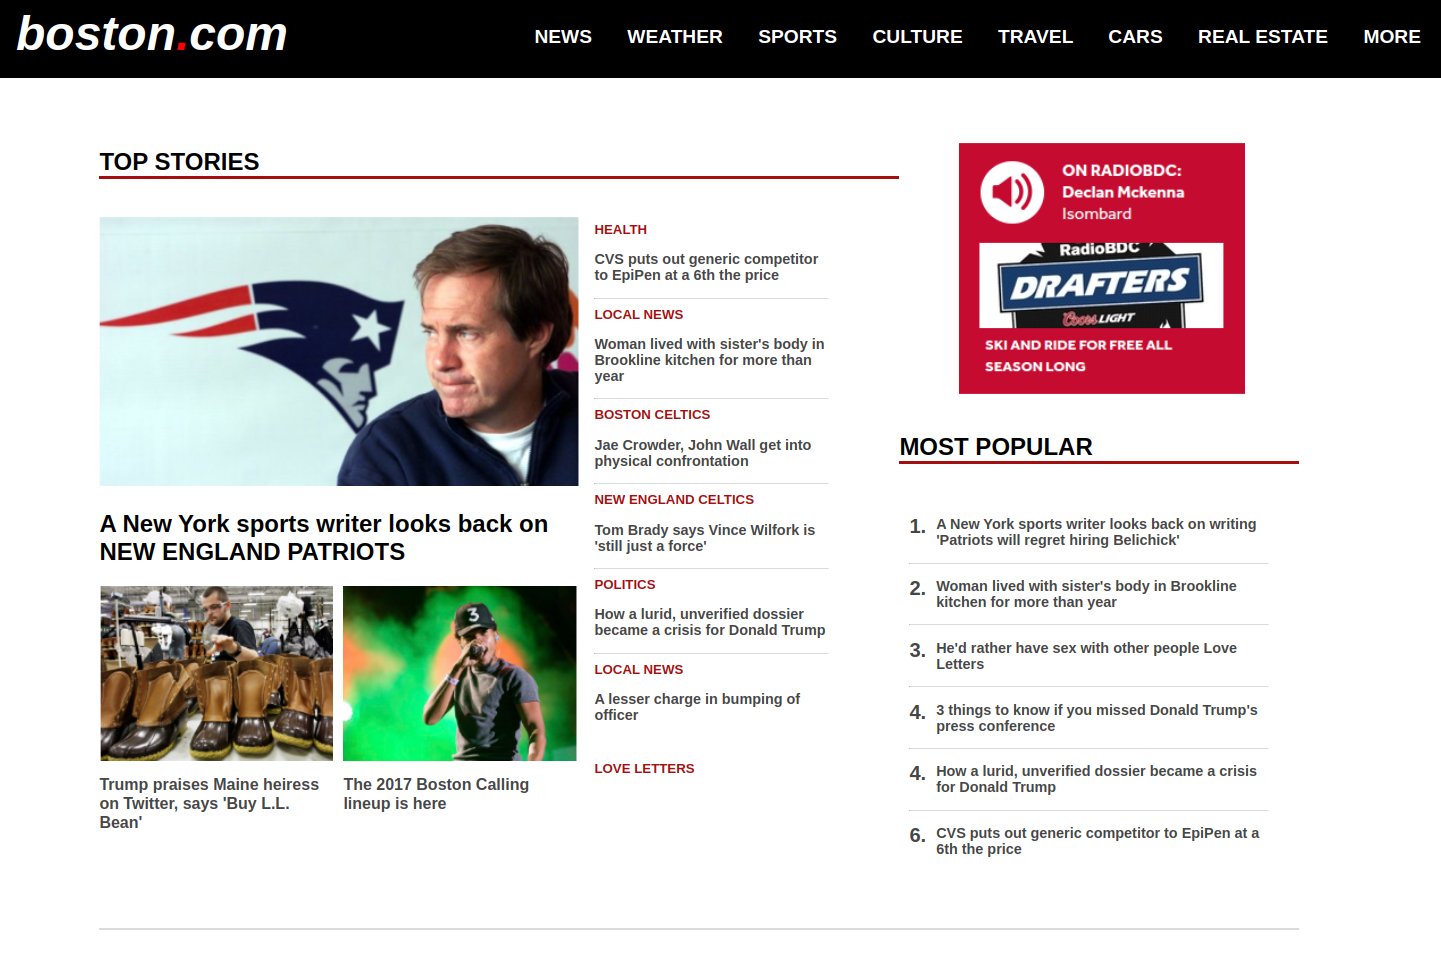 boston.com
NEWS WEATHER SPORTS CULTURE TRAVEL CARS REAL ESTATE MORE
TOP STORIES
A New York sports writer looks back on
NEW ENGLAND PATRIOTS
3
Trump praises Maine heiress
on Twitter, says 'Buy L.L.
Bean'
The 2017 Boston Calling
lineup is here
HEALTH
CVS puts out generic competitor
to EpiPen at a 6th the price
LOCAL NEWS
Woman lived with sister's body in
Brookline kitchen for more than
year
BOSTON CELTICS
Jae Crowder, John Wall get into
physical confrontation
NEW ENGLAND CELTICS
Tom Brady says Vince Wilfork is
'still just a force'
POLITICS
How a lurid, unverified dossier
became a crisis for Donald Trump
LOCAL NEWS
A lesser charge in bumping of
officer
LOVE LETTERS
ON RADIOBDC:
Declan Mckenna
Isombard
RadioBDC
DRAFTERS
Coors LIGHT
SKI AND RIDE FOR FREE ALL
SEASON LONG
MOST POPULAR
1. A New York sports writer looks back on writing
'Patriots will regret hiring Belichick'
2. Woman lived with sister's body in Brookline
kitchen for more than year
3. He'd rather have sex with other people Love
Letters
4. 3 things to know if you missed Donald Trump's
press conference
4. How a lurid, unverified dossier became a crisis
for Donald Trump
6. CVS puts out generic competitor to EpiPen at a
6th the price